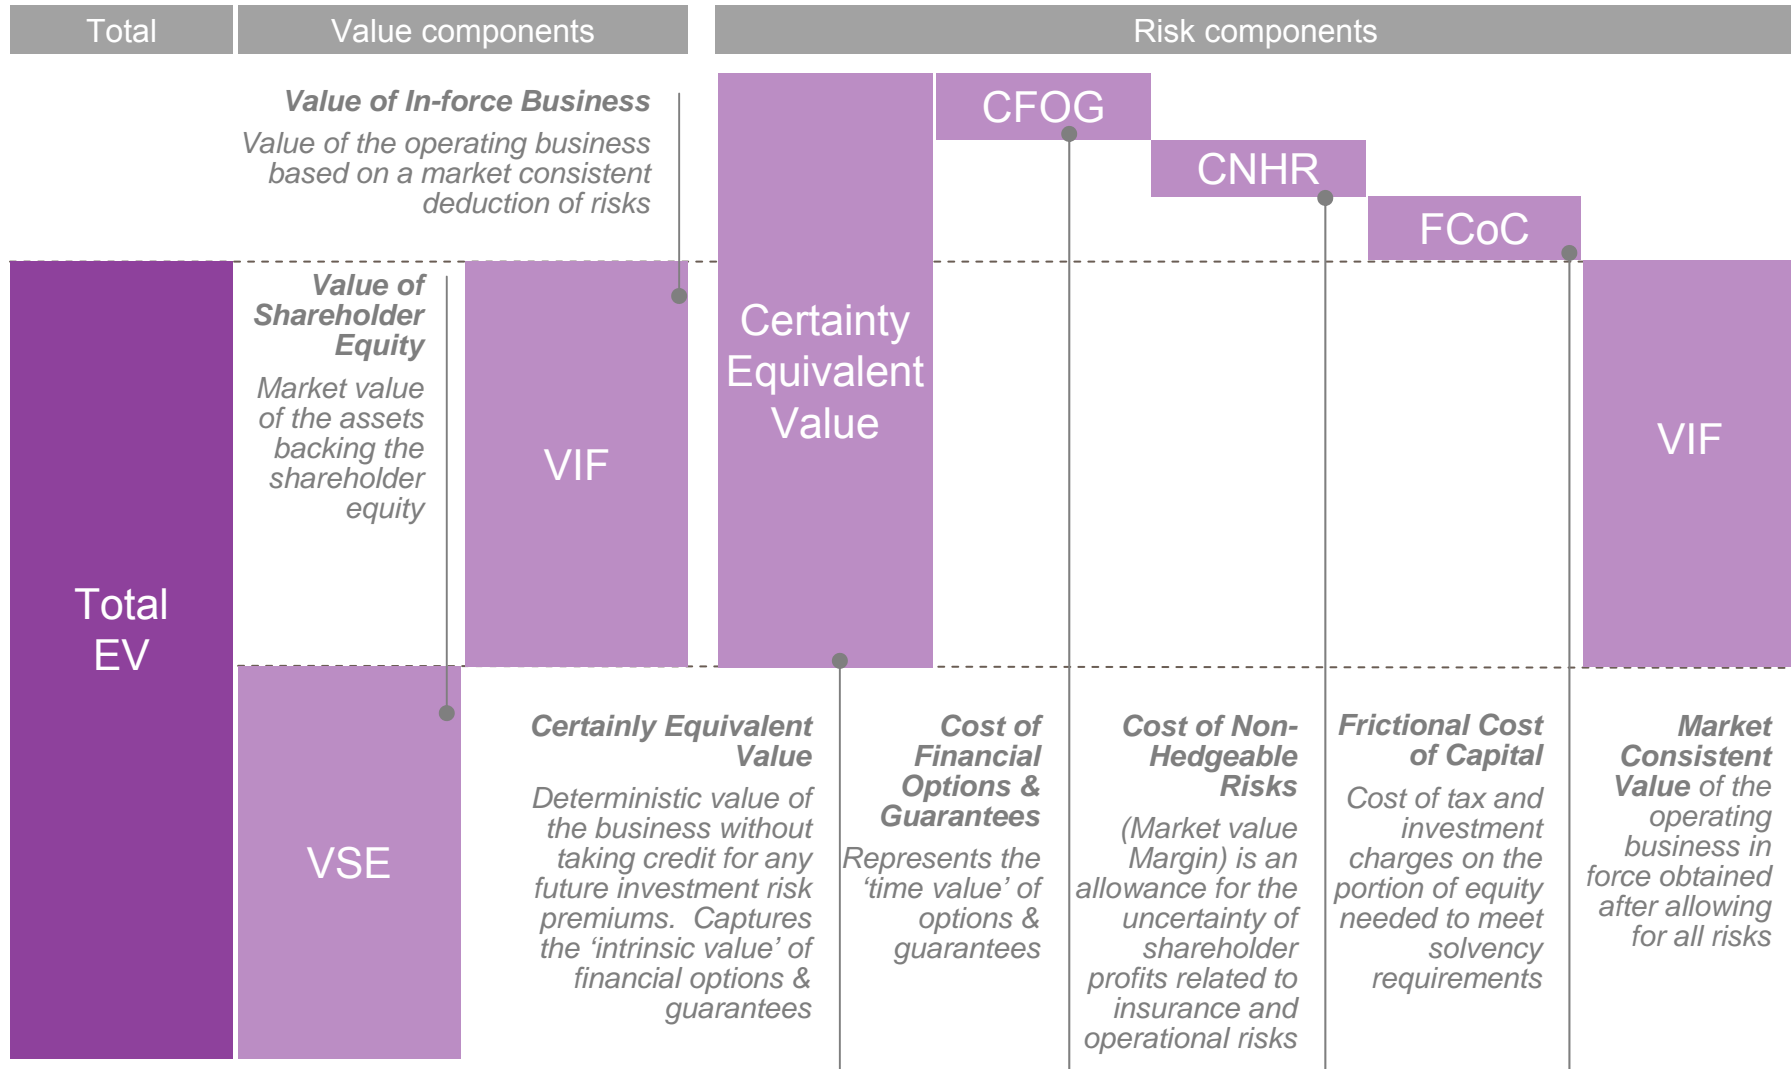 Total
Value components
Risk components
Value of In-force Business
Value of the operating business
based on a market consistent
deduction of risks
Value of
Shareholder
Equity
Market value
of the assets
backing the
shareholder
equity
Total
EV
VSE
VIF
Certainty
Equivalent
Value
CFOG
CNHR
FCoC
VIF
Certainly Equivalent
Value
Deterministic value of
the business without
taking credit for any
future investment risk
premiums.  Captures
the ‘intrinsic value’ of
financial options &
guarantees
Cost of
Financial
Options &
Guarantees
Represents the
‘time value’ of
options &
guarantees
Cost of Non-
Hedgeable
Risks
(Market value
Margin) is an
allowance for the
uncertainty of
shareholder
profits related to
insurance and
operational risks
Frictional Cost
of Capital
Cost of tax and
investment
charges on the
portion of equity
needed to meet
solvency
requirements
Market
Consistent
Value of the
operating
business in
force obtained
after allowing
for all risks